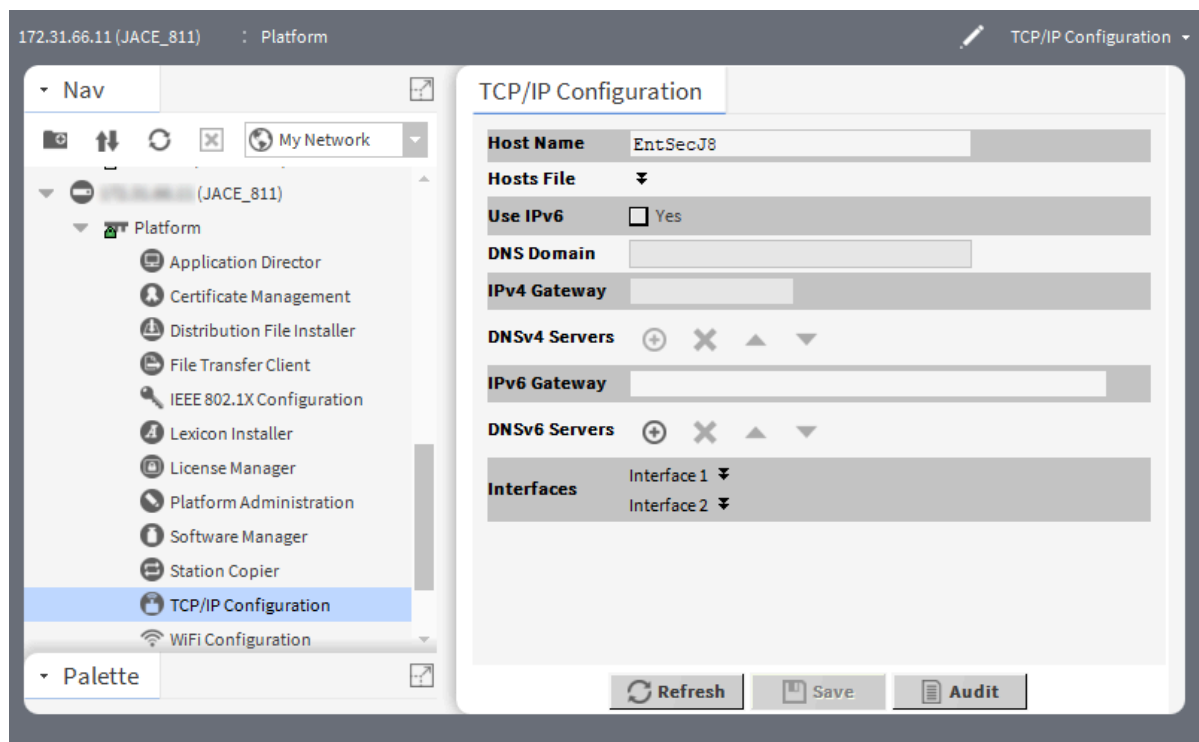 172.31.66.11 (JACE_811) : Platform
TCP/IP Configuration
Nav
My Network
(JACE_811)
Platform
Application Director
Certificate Management
Distribution File Installer
File Transfer Client
IEEE 802.1X Configuration
Lexicon Installer
License Manager
Platform Administration
Software Manager
Station Copier
TCP/IP Configuration
WiFi Configuration
Palette
TCP/IP Configuration
Host Name EntSecJ8
Hosts File
Use IPv6 Yes
DNS Domain
IPv4 Gateway
DNSv4 Servers
IPv6 Gateway
DNSv6 Servers
Interfaces
Interface 1
Interface 2
Refresh Save Audit